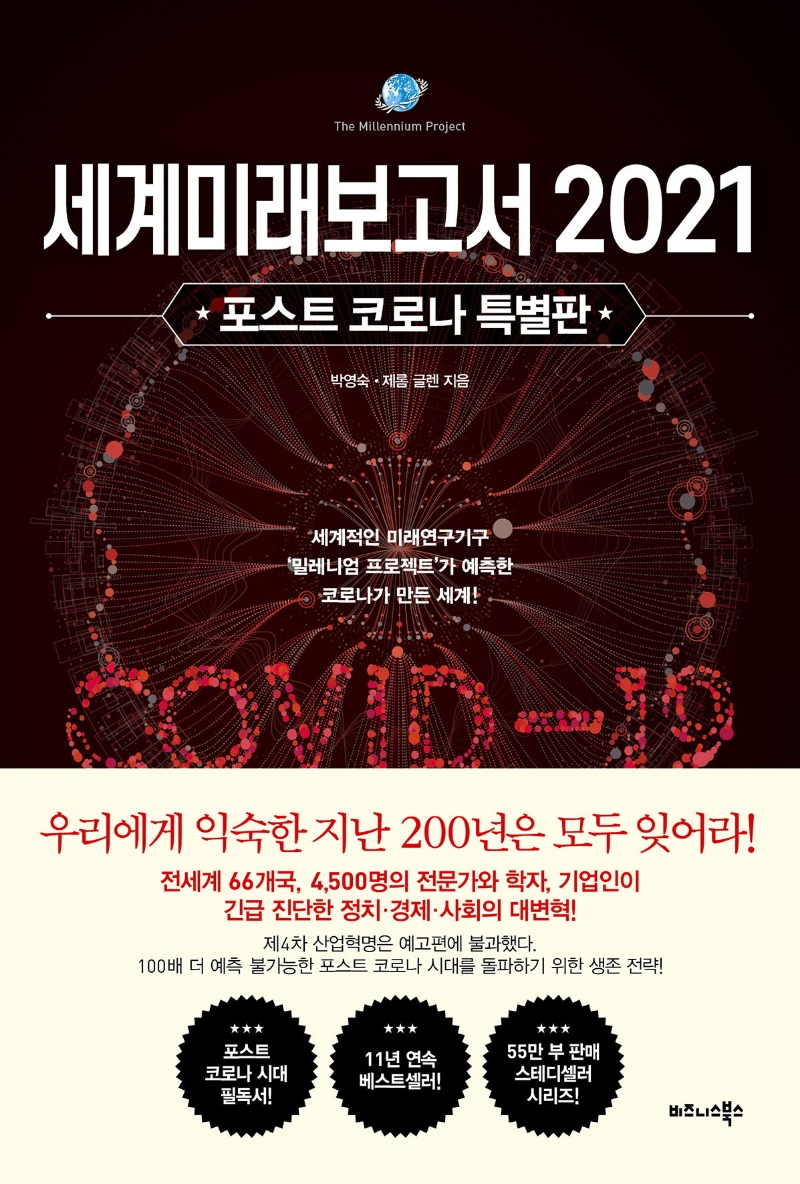 The Millennium Project
세계미래보고서 2021
★ 포스트 코로나 특별판 ★
박영숙 · 제롬 글렌 지음
세계적인 미래연구기구
‘밀레니엄 프로젝트’가 예측한
코로나가 만든 세계!
COVID-19
우리에게 익숙한 지난 200년은 모두 잊어라!
전세계 66개국, 4,500명의 전문가와 학자, 기업인이
긴급 진단한 정치·경제·사회의 대변혁!
제4차 산업혁명은 예고편에 불과했다.
100배 더 예측 불가능한 포스트 코로나 시대를 돌파하기 위한 생존 전략!
★★★
포스트
코로나 시대
필독서!
★★★
11년 연속
베스트셀러!
★★★
55만 부 판매
스테디셀러
시리즈!
비즈니스북스